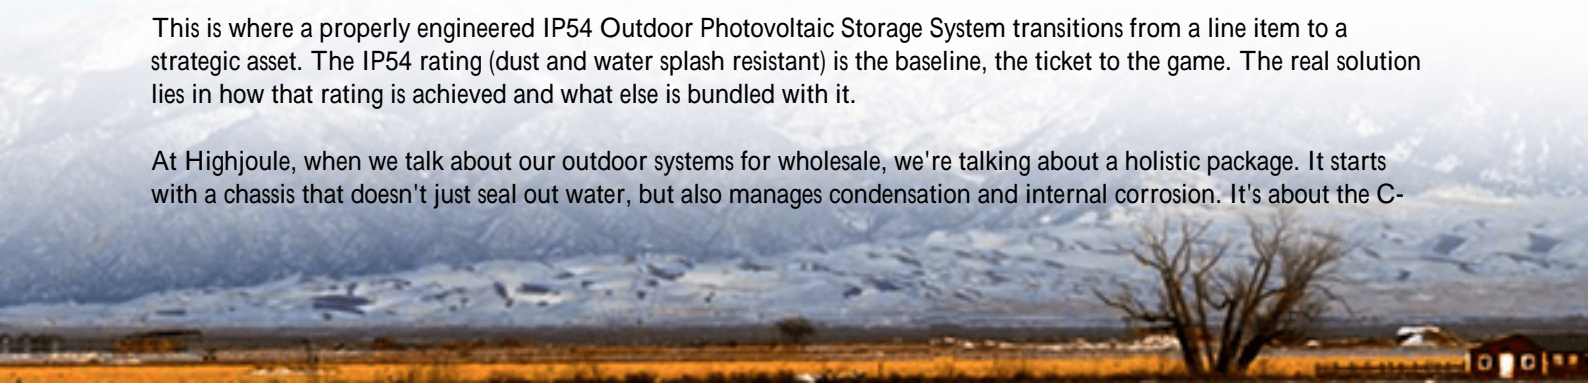 This is where a properly engineered IP54 Outdoor Photovoltaic Storage System transitions from a line item to a
strategic asset. The IP54 rating (dust and water splash resistant) is the baseline, the ticket to the game. The real solution
lies in how that rating is achieved and what else is bundled with it.
At Highjoule, when we talk about our outdoor systems for wholesale, we're talking about a holistic package. It starts
with a chassis that doesn't just seal out water, but also manages condensation and internal corrosion. It's about the C-